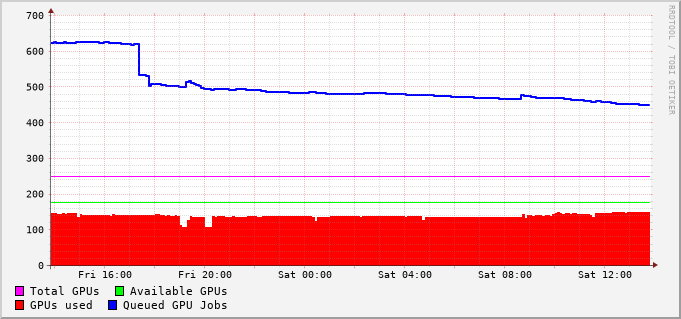 700
600
500
400
300
200
100
0
Fri 16:00 Fri 20:00 Sat 00:00 Sat 04:00 Sat 08:00 Sat 12:00
Total GPUs Available GPUs
GPUs used Queued GPU Jobs
RRDTOOL / TOBI OETIKER